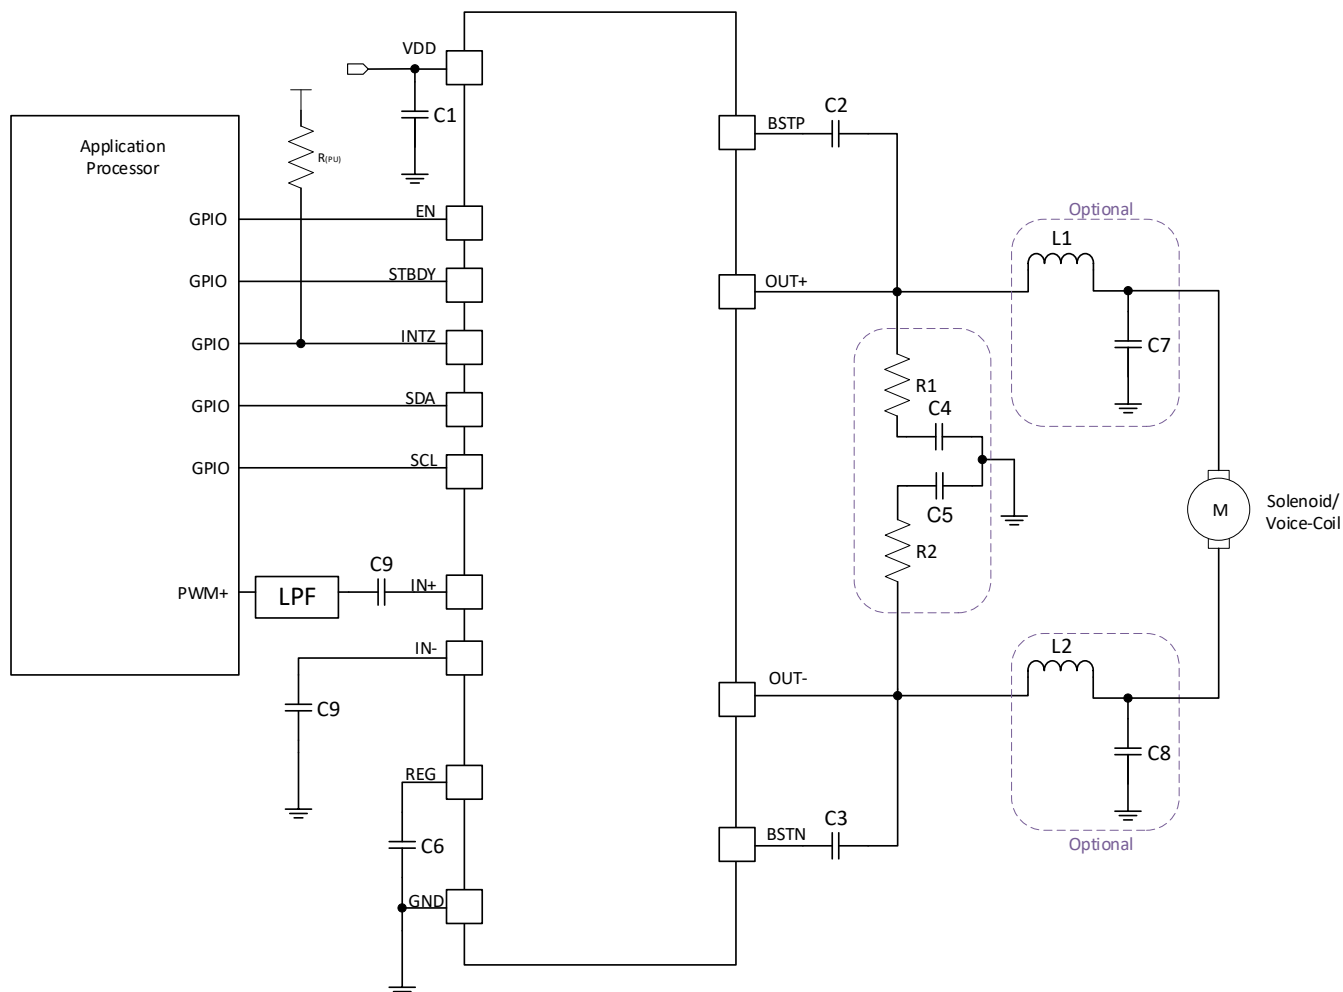 VDD
C1
Application
Processor
R(PU)
GPIO
EN
GPIO
STBDY
GPIO
INTZ
GPIO
SDA
GPIO
SCL
PWM+
LPF
C9
IN+
IN-
C9
REG
C6
GND
BSTP
C2
OUT+
Optional
L1
C7
R1
C4
C5
R2
M
Solenoid/
Voice-Coil
OUT-
L2
C8
Optional
BSTN
C3